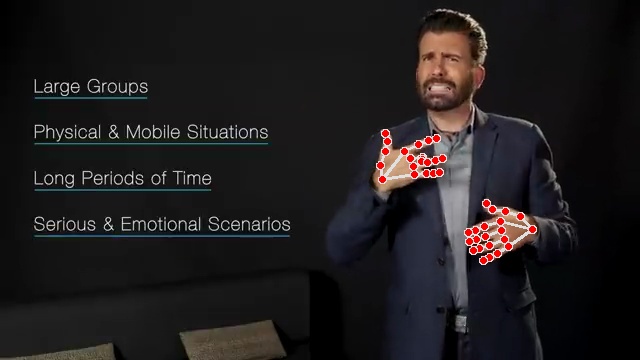 Large Groups
Physical & Mobile Situations
Long Periods of Time
Serious & Emotional Scenarios